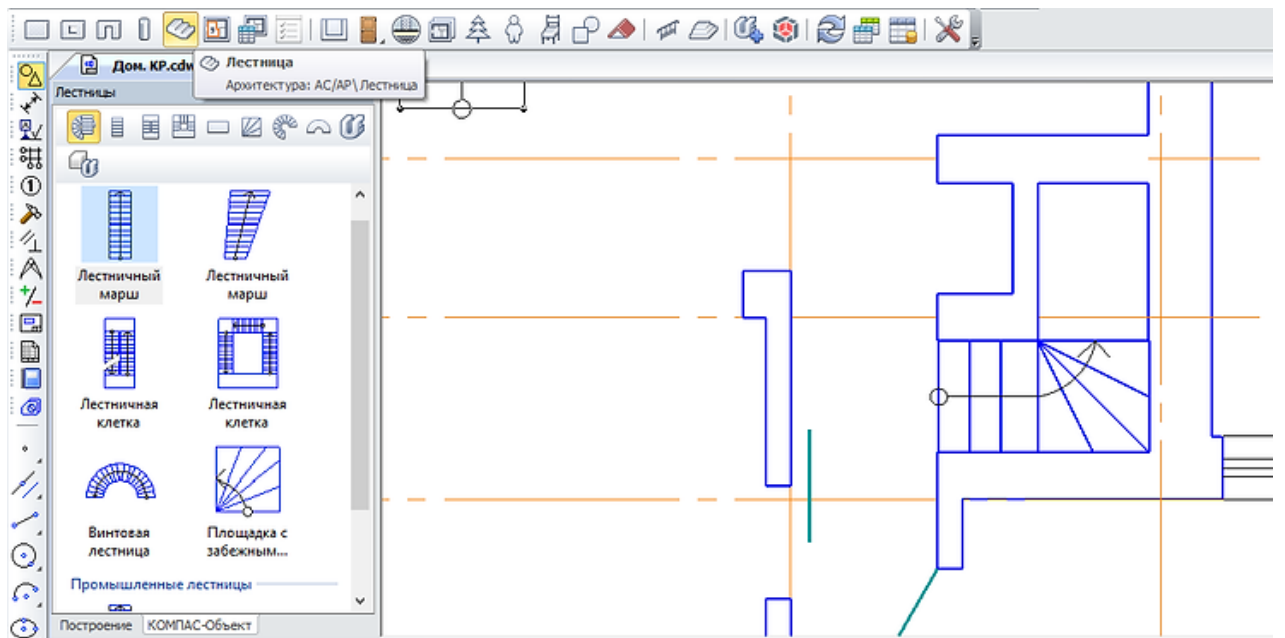 Дом. КР.cdw
Лестница
Архитектура: АС/АР\Лестница
Лестницы
Лестничный
марш
Лестничный
марш
Лестничная
клетка
Лестничная
клетка
Винтовая
лестница
Площадка с
забежным...
Промышленные лестницы
Построение
КОМПАС-Объект